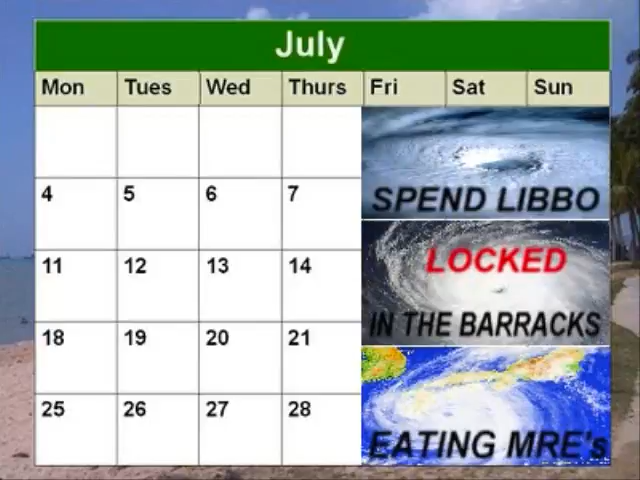 July
Mon Tues Wed Thurs Fri Sat Sun
SPEND LIBBO
4 5 6 7
LOCKED
11 12 13 14
IN THE BARRACKS
18 19 20 21
25 26 27 28
EATING MRE's